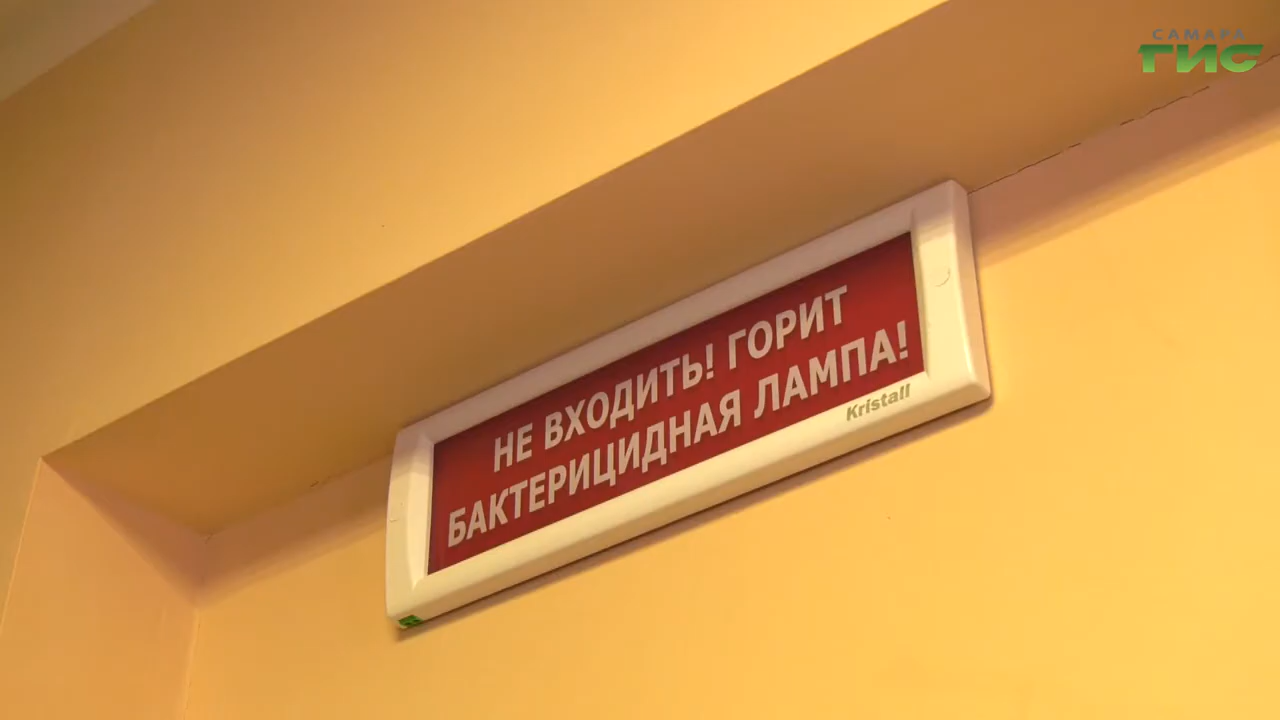 САМАРА
ГИС
НЕ ВХОДИТЬ! ГОРИТ
БАКТЕРИЦИДНАЯ ЛАМПА!
Kristall